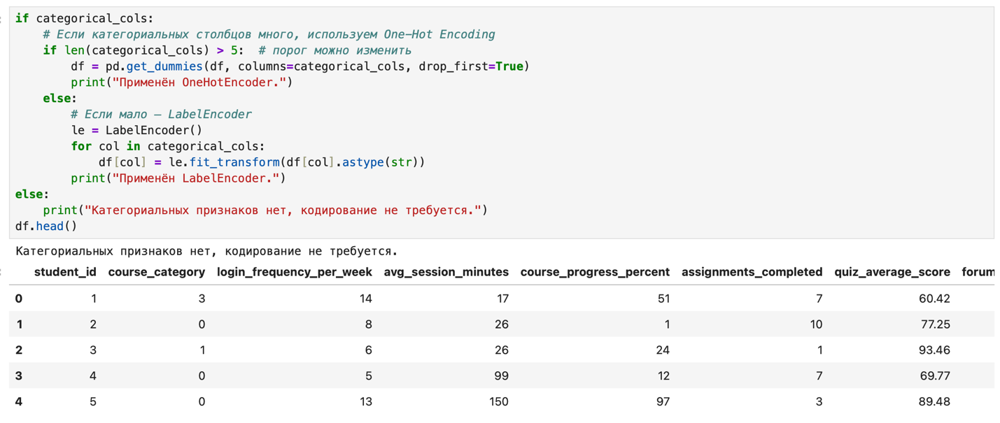 if categorical_cols:
    # Если категориальных столбцов много, используем One-Hot Encoding
    if len(categorical_cols) > 5:  # порог можно изменить
        df = pd.get_dummies(df, columns=categorical_cols, drop_first=True)
        print("Применён OneHotEncoder.")
    else:
        # Если мало — LabelEncoder
        le = LabelEncoder()
        for col in categorical_cols:
            df[col] = le.fit_transform(df[col].astype(str))
        print("Применён LabelEncoder.")
else:
    print("Категориальных признаков нет, кодирование не требуется.")
df.head()
Категориальных признаков нет, кодирование не требуется.
student_id course_category login_frequency_per_week avg_session_minutes course_progress_percent assignments_completed quiz_average_score forum
0 1 3 14 17 51 7 60.42
1 2 0 8 26 1 10 77.25
2 3 1 6 26 24 1 93.46
3 4 0 5 99 12 7 69.77
4 5 0 13 150 97 3 89.48